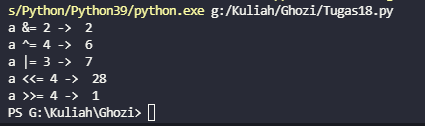 s/Python/Python39/python.exe g:/Kuliah/Ghozi/Tugas18.py
a &= 2 -> 2
a ^= 4 -> 6
a |= 3 -> 7
a <<= 4 -> 28
a >>= 4 -> 1
PS G:\Kuliah\Ghozi>